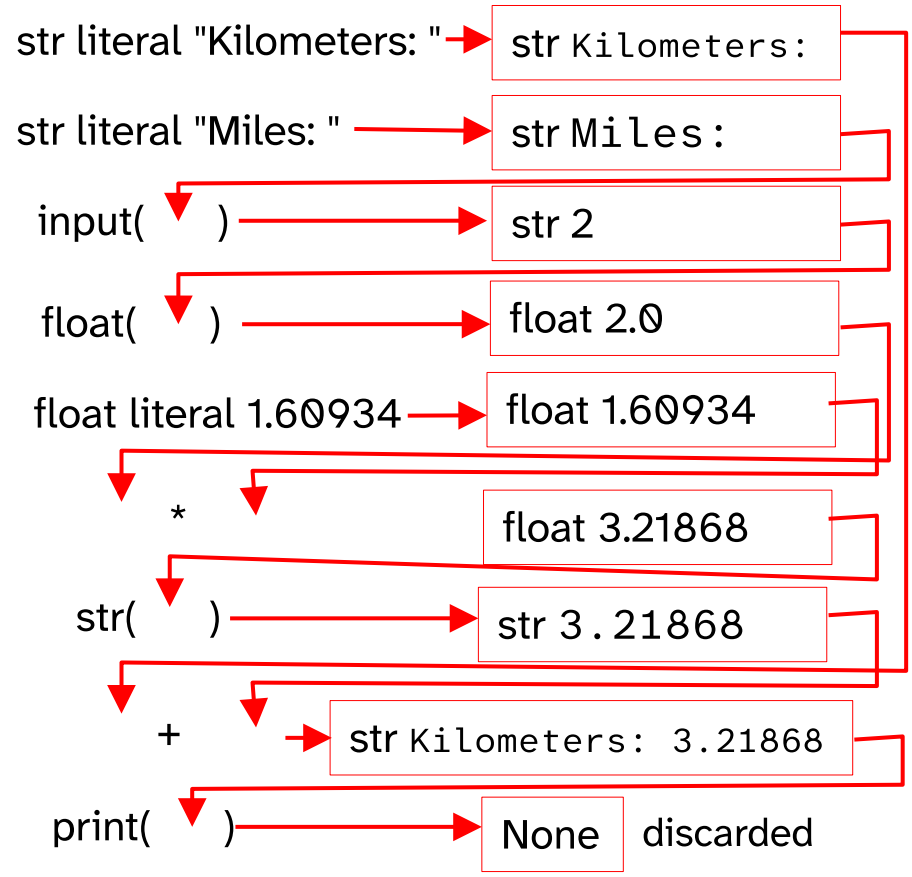 str literal "Kilometers: " str Kilometers:
str literal "Miles: " str Miles:
input( ) str 2
float( ) float 2.0
float literal 1.60934 float 1.60934
* float 3.21868
str( ) str 3.21868
+ str Kilometers: 3.21868
print( ) None discarded